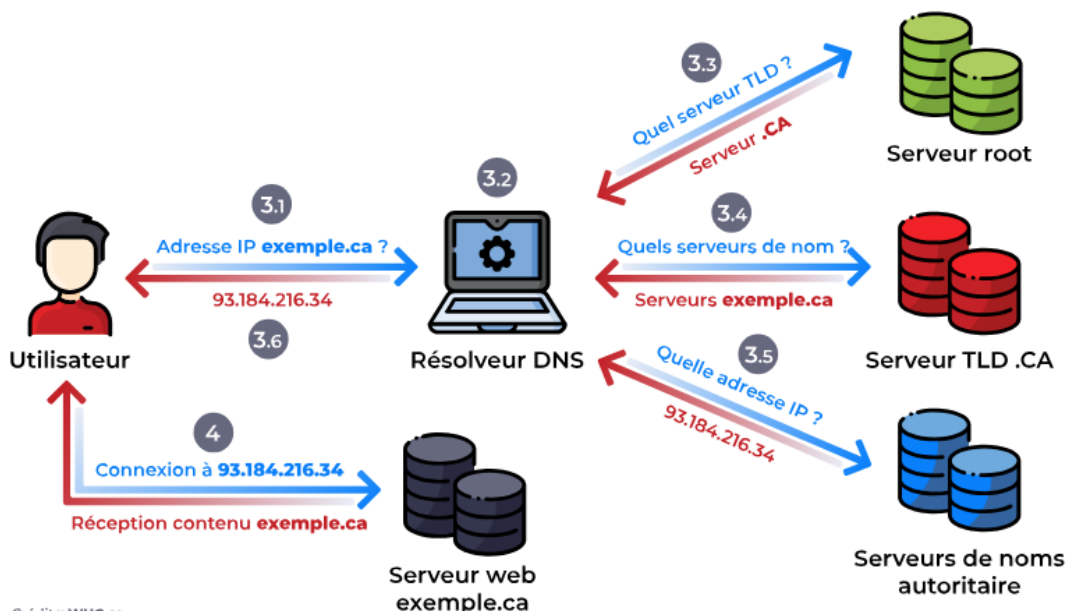 3.3
Quel serveur TLD ?
Serveur .CA
Serveur root
3.1
3.2
3.4
Adresse IP exemple.ca ?
93.184.216.34
Quels serveurs de nom ?
Serveurs exemple.ca
3.6
Utilisateur
Résolveur DNS
Serveur TLD .CA
3.5
Quelle adresse IP ?
93.184.216.34
4
Connexion à 93.184.216.34
Réception contenu exemple.ca
Serveur web
exemple.ca
Serveurs de noms
autoritaire